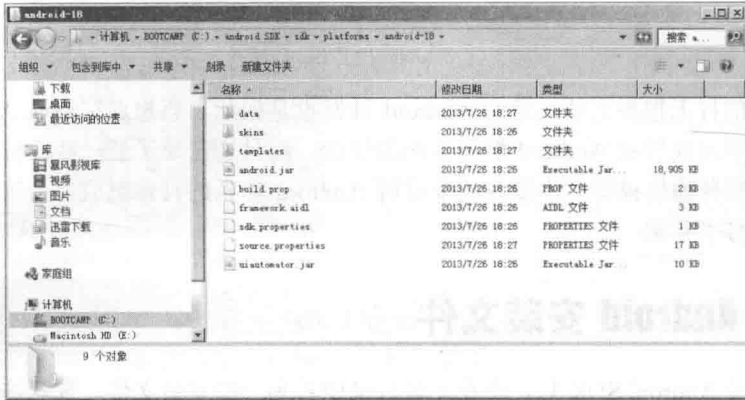 android-18
计算机 BOOTCAMP (C:) android SDK sdk platforms android-18
搜索 a...
组织 包含到库中 共享 刻录 新建文件夹
名称 修改日期 类型 大小
下载
桌面
最近访问的位置
库
暴风影视库
视频
图片
文档
迅雷下载
音乐
家庭组
计算机
BOOTCAMP (C:)
Macintosh HD (E:)
data 2013/7/26 18:27 文件夹
skins 2013/7/26 18:26 文件夹
templates 2013/7/26 18:27 文件夹
android.jar 2013/7/26 18:26 Executable Jar... 18,905 KB
build.prop 2013/7/26 18:26 PROP 文件 2 KB
framework.aidl 2013/7/26 18:26 AIDL 文件 3 KB
sdk.properties 2013/7/26 18:26 PROPERTIES 文件 1 KB
source.properties 2013/7/26 18:27 PROPERTIES 文件 17 KB
uiautomator.jar 2013/7/26 18:26 Executable Jar... 10 KB
9 个对象